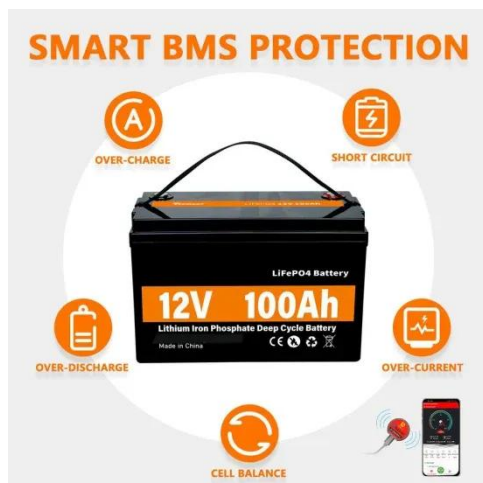 SMART BMS PROTECTION
A
OVER-CHARGE
SHORT CIRCUIT
LiFePO4 Battery
12V 100Ah
Lithium Iron Phosphate Deep Cycle Battery
Made in China
CE
OVER-DISCHARGE
OVER-CURRENT
CELL BALANCE